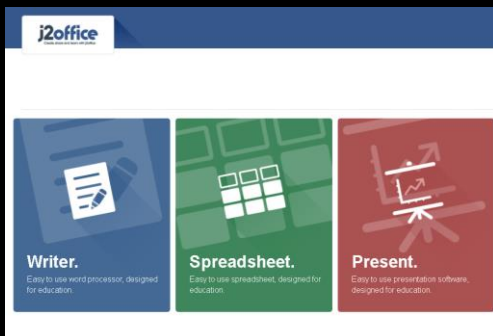 j2office
Writer.
Easy to use word processor, designed
for education.
Spreadsheet.
Easy to use spreadsheet, designed for
education.
Present.
Easy to use presentation software,
designed for education.